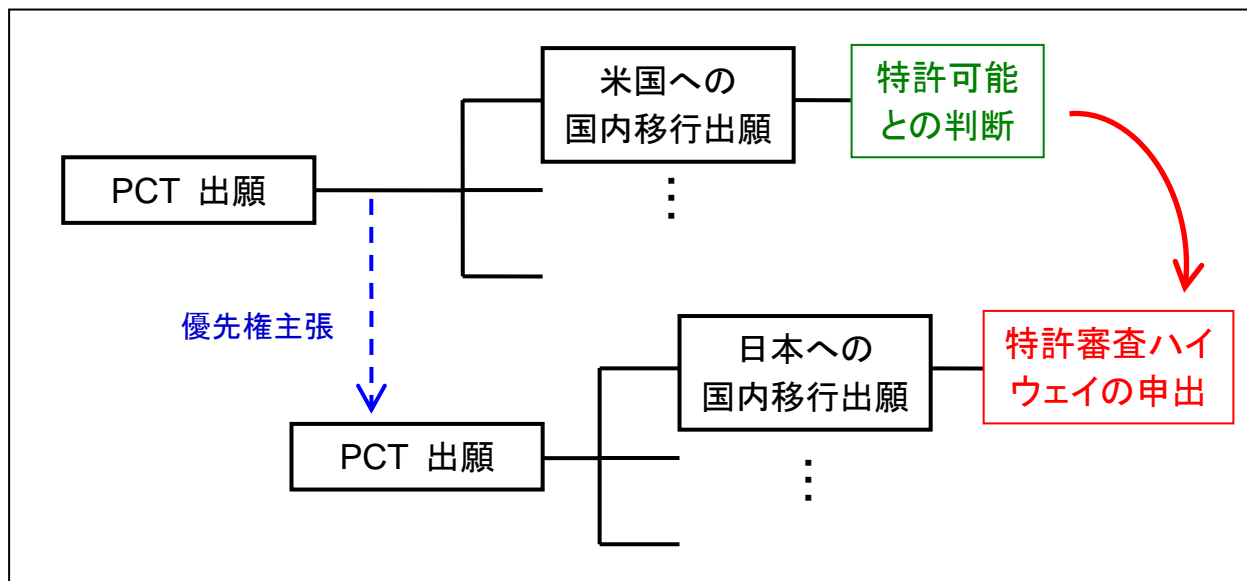 米国への
国内移行出願
特許可能
との判断
PCT 出願
⋮
優先権主張
日本への
国内移行出願
特許審査ハイ
ウェイの申出
PCT 出願
⋮